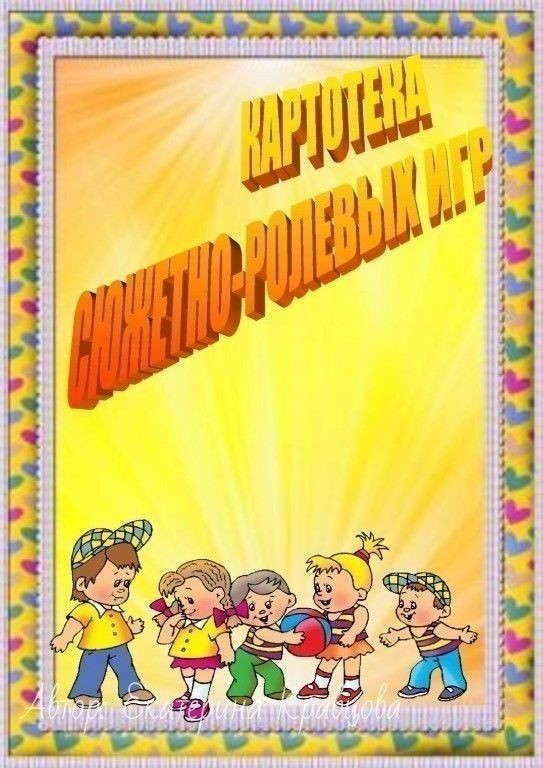 КАРТОТЕКА
СЮЖЕТНО-РОЛЕВЫХ ИГР
Автор: Екатерина Кравцова